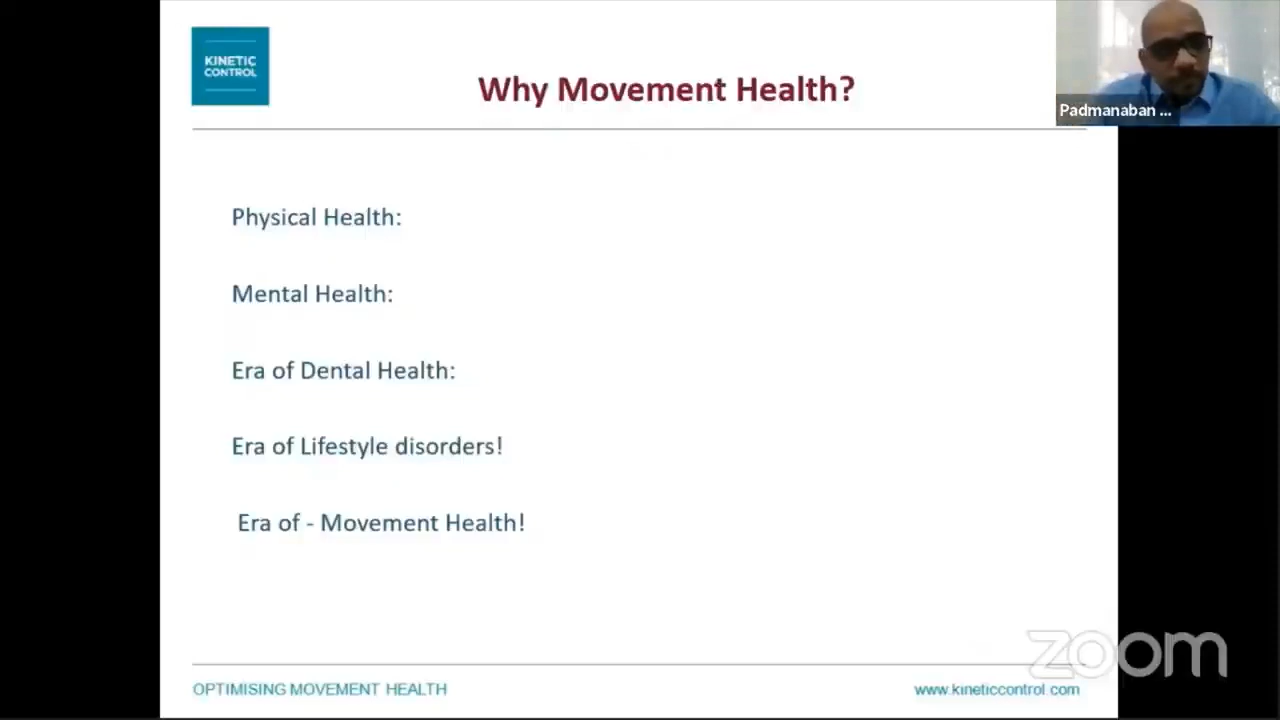 KINETIC
CONTROL
Why Movement Health?
Padmanaban ...
Physical Health:
Mental Health:
Era of Dental Health:
Era of Lifestyle disorders!
Era of - Movement Health!
zoom
OPTIMISING MOVEMENT HEALTH
www.kineticcontrol.com